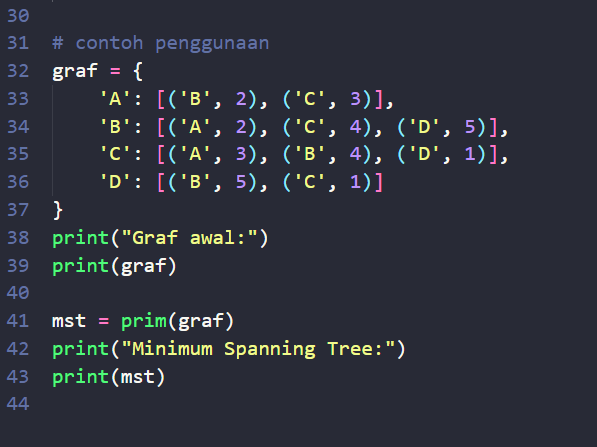 30
31 # contoh penggunaan
32 graf = {
33     'A': [('B', 2), ('C', 3)],
34     'B': [('A', 2), ('C', 4), ('D', 5)],
35     'C': [('A', 3), ('B', 4), ('D', 1)],
36     'D': [('B', 5), ('C', 1)]
37 }
38 print("Graf awal:")
39 print(graf)
40
41 mst = prim(graf)
42 print("Minimum Spanning Tree:")
43 print(mst)
44